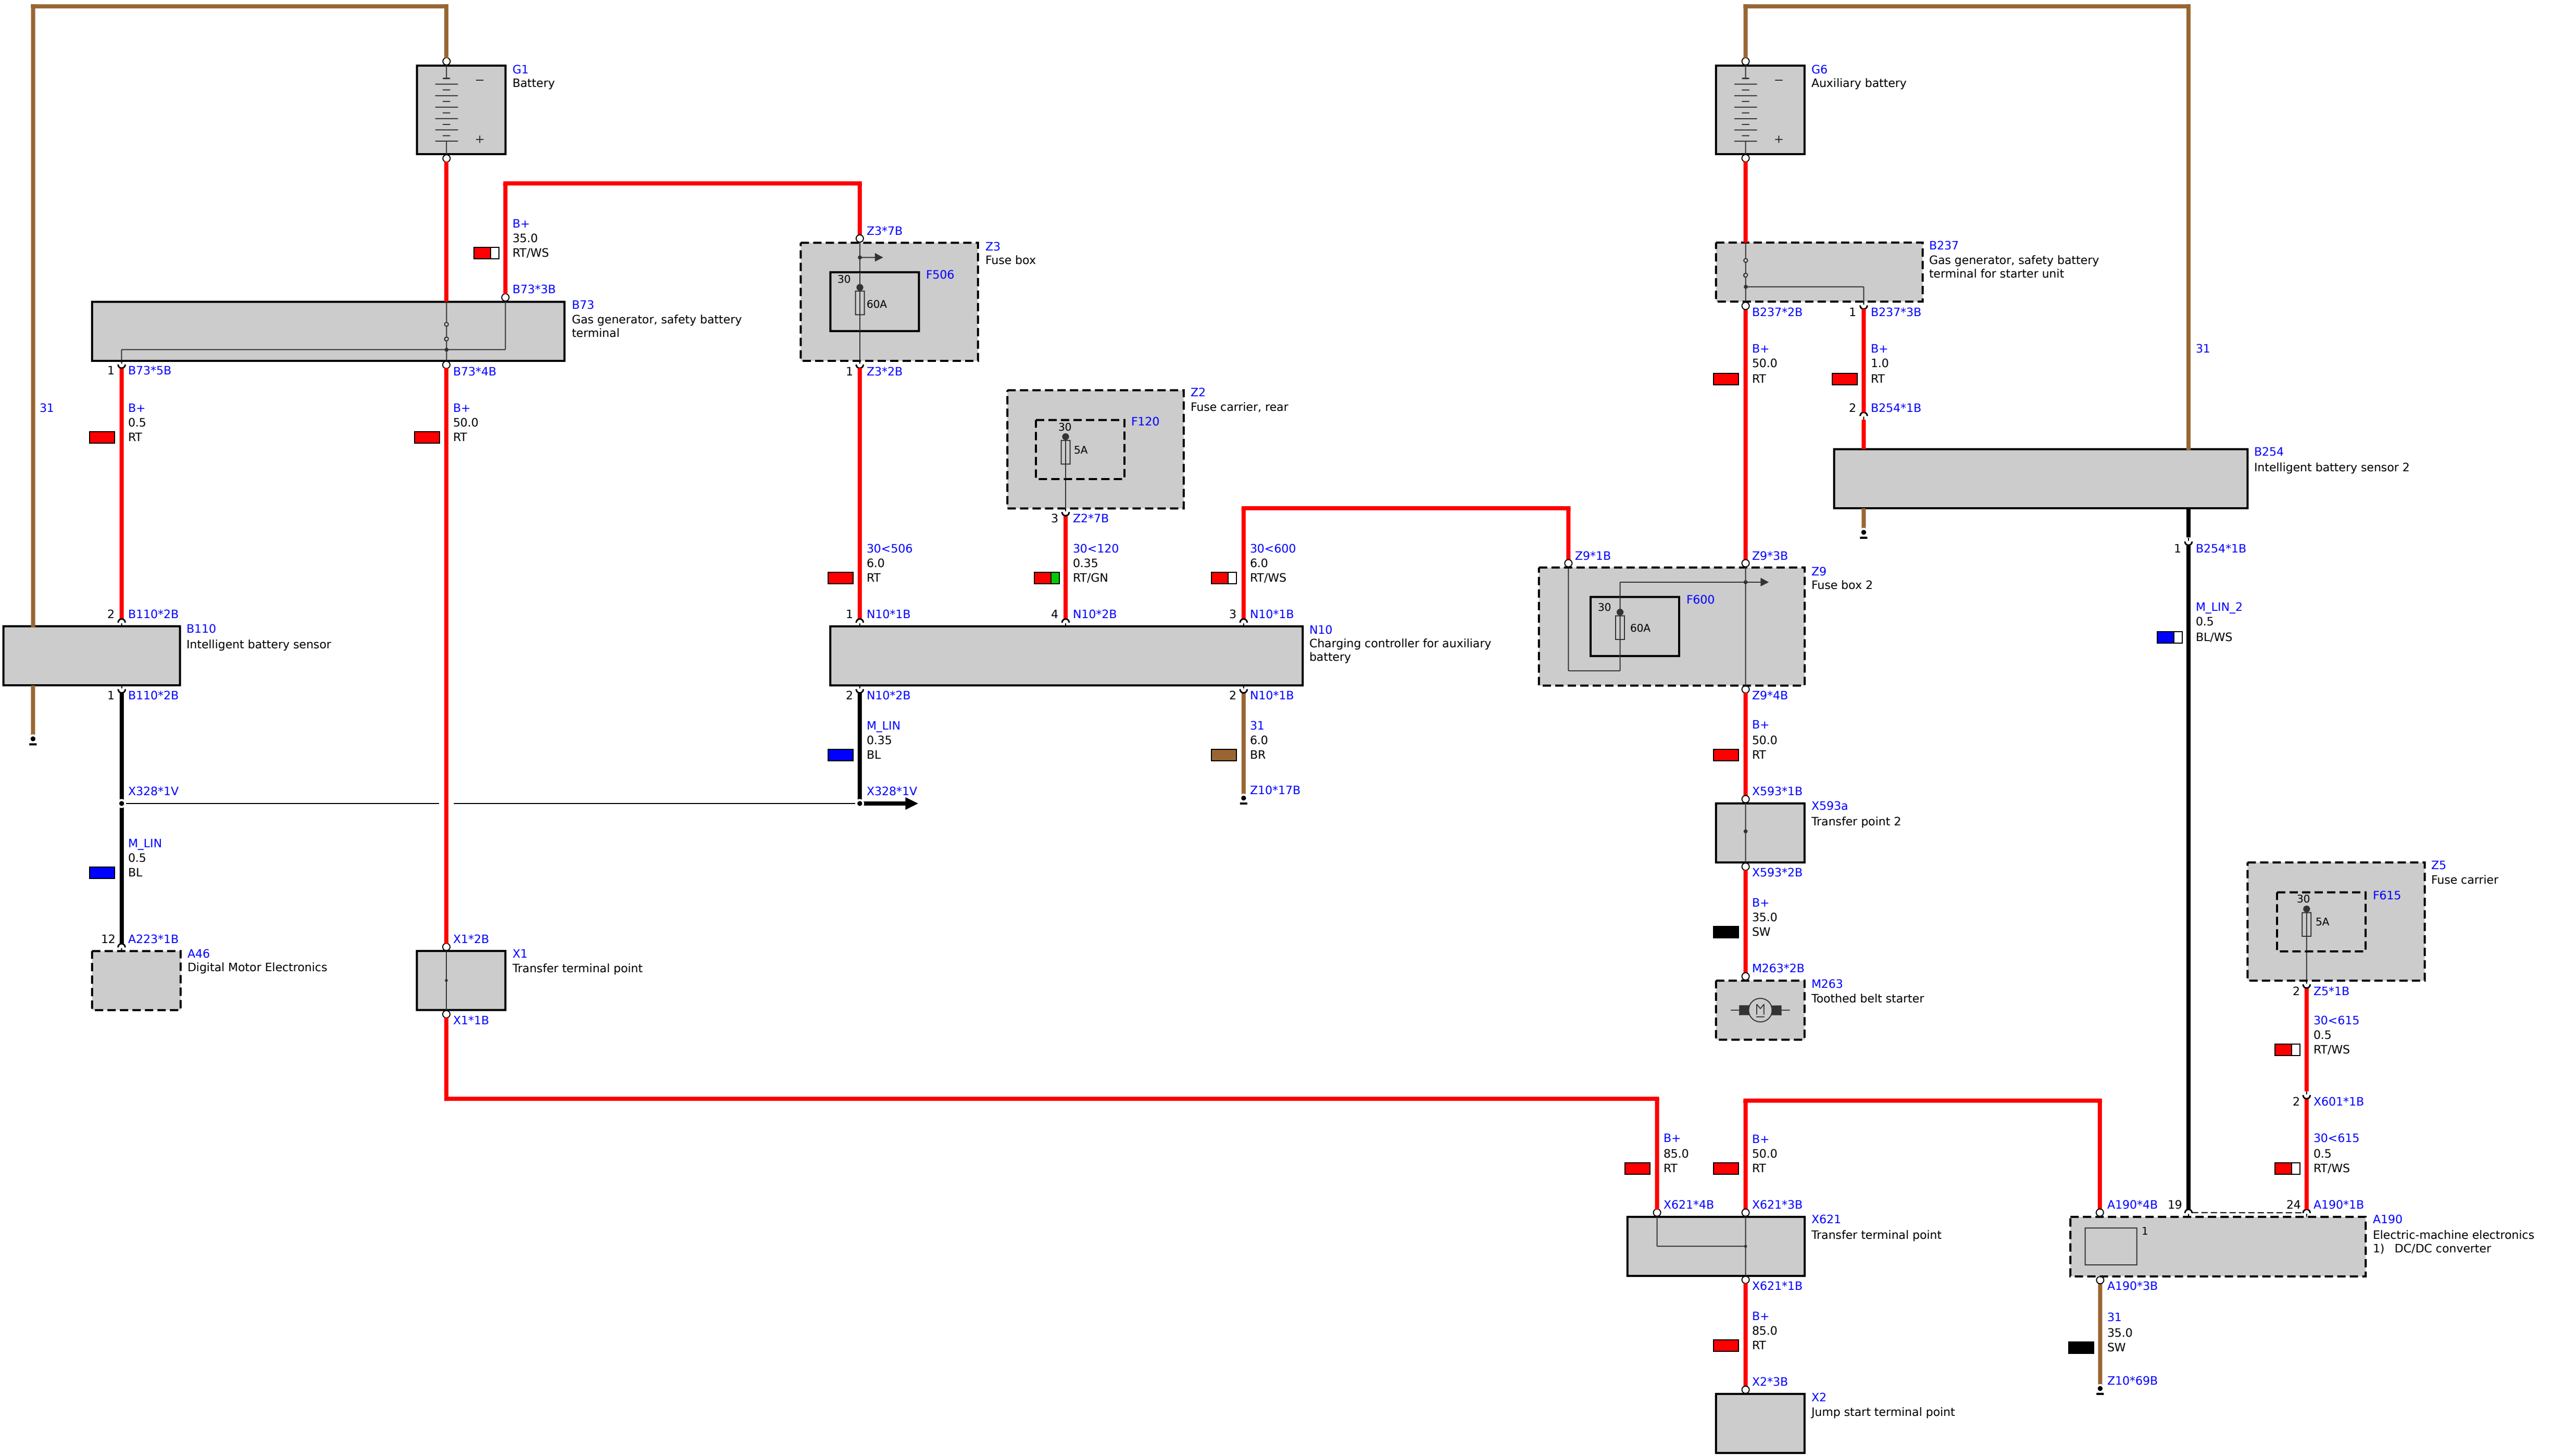 G1
Battery
−
+
G6
Auxiliary battery
−
+
B+
35.0
RT/WS
B73*3B
B73
Gas generator, safety battery
terminal
1 B73*5B
B73*4B
Z3*7B
Z3
Fuse box
F506
30
60A
1 Z3*2B
B237
Gas generator, safety battery
terminal for starter unit
B237*2B
1 B237*3B
31
B+
0.5
RT
B+
50.0
RT
Z2
Fuse carrier, rear
F120
30
5A
3 Z2*7B
B+
50.0
RT
B+
1.0
RT
2 B254*1B
31
B254
Intelligent battery sensor 2
1 B254*1B
30<506
6.0
RT
30<120
0.35
RT/GN
30<600
6.0
RT/WS
Z9*1B
Z9*3B
Z9
Fuse box 2
F600
30
60A
Z9*4B
2 B110*2B
B110
Intelligent battery sensor
1 B110*2B
1 N10*1B
4 N10*2B
3 N10*1B
N10
Charging controller for auxiliary
battery
2 N10*2B
2 N10*1B
M_LIN_2
0.5
BL/WS
M_LIN
0.35
BL
31
6.0
BR
B+
50.0
RT
X328*1V
X328*1V
Z10*17B
X593*1B
X593a
Transfer point 2
X593*2B
M_LIN
0.5
BL
B+
35.0
SW
Z5
Fuse carrier
F615
30
5A
2 Z5*1B
12 A223*1B
A46
Digital Motor Electronics
X1*2B
X1
Transfer terminal point
X1*1B
M263*2B
M263
Toothed belt starter
M
30<615
0.5
RT/WS
2 X601*1B
B+
85.0
RT
B+
50.0
RT
30<615
0.5
RT/WS
X621*4B
X621*3B
X621
Transfer terminal point
X621*1B
A190*4B
19
24 A190*1B
A190
Electric-machine electronics
1) DC/DC converter
1
A190*3B
B+
85.0
RT
31
35.0
SW
X2*3B
X2
Jump start terminal point
Z10*69B